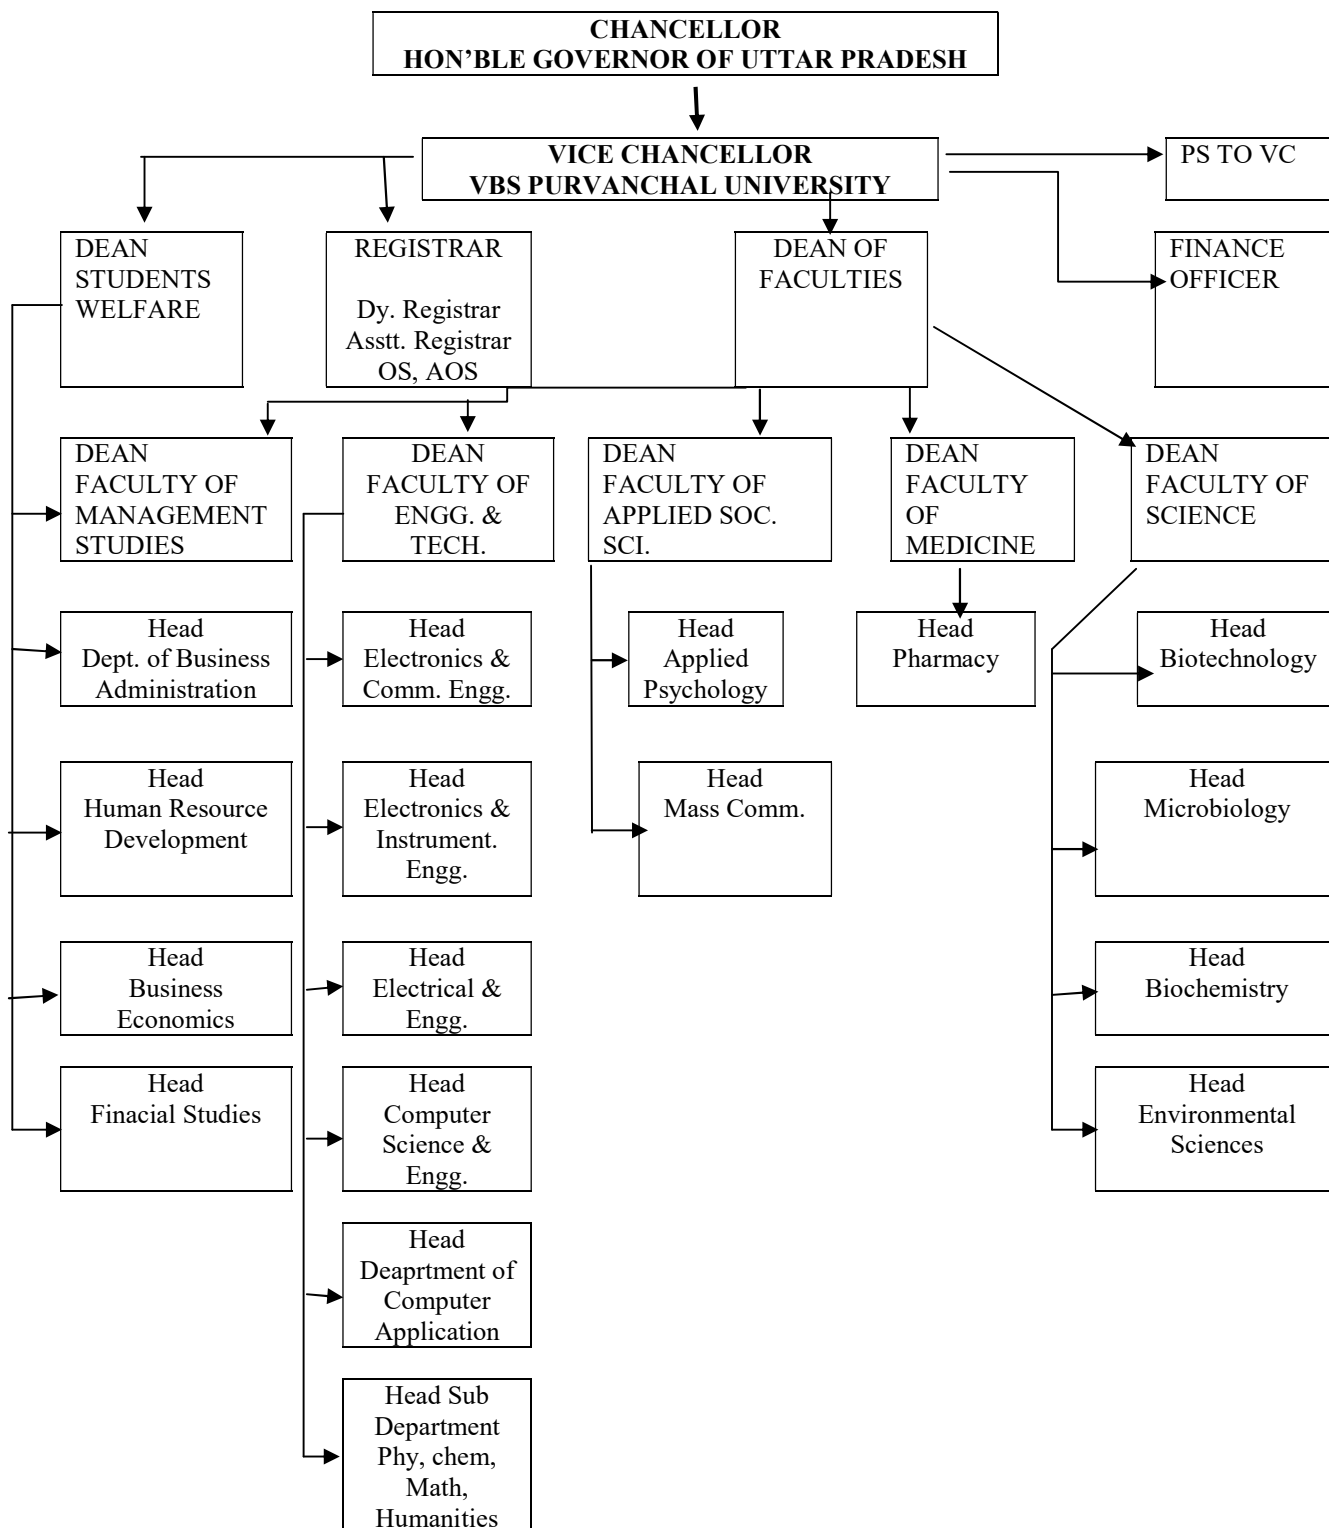 CHANCELLOR
HON’BLE GOVERNOR OF UTTAR PRADESH
VICE CHANCELLOR
VBS PURVANCHAL UNIVERSITY
PS TO VC
DEAN
STUDENTS
WELFARE
REGISTRAR
Dy. Registrar
Asstt. Registrar
OS, AOS
DEAN OF
FACULTIES
FINANCE
OFFICER
DEAN
FACULTY OF
MANAGEMENT
STUDIES
DEAN
FACULTY OF
ENGG. &
TECH.
DEAN
FACULTY OF
APPLIED SOC.
SCI.
DEAN
FACULTY
OF
MEDICINE
DEAN
FACULTY OF
SCIENCE
Head
Dept. of Business
Administration
Head
Electronics &
Comm. Engg.
Head
Applied
Psychology
Head
Pharmacy
Head
Biotechnology
Head
Human Resource
Development
Head
Electronics &
Instrument.
Engg.
Head
Mass Comm.
Head
Microbiology
Head
Business
Economics
Head
Electrical &
Engg.
Head
Biochemistry
Head
Finacial Studies
Head
Computer
Science &
Engg.
Head
Environmental
Sciences
Head
Deaprtment of
Computer
Application
Head Sub
Department
Phy, chem,
Math,
Humanities